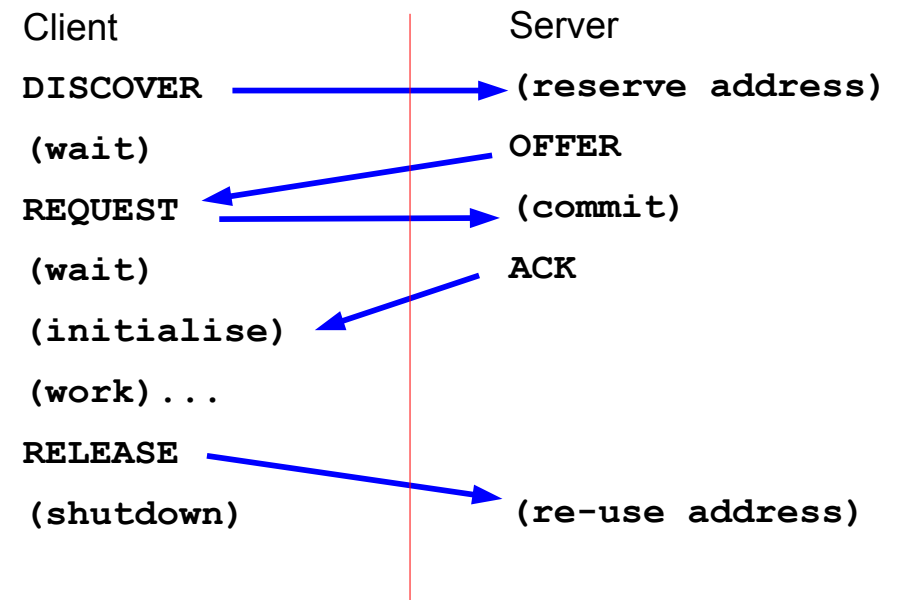 Client
Server
DISCOVER
(reserve address)
(wait)
OFFER
REQUEST
(commit)
(wait)
ACK
(initialise)
(work)...
RELEASE
(shutdown)
(re-use address)